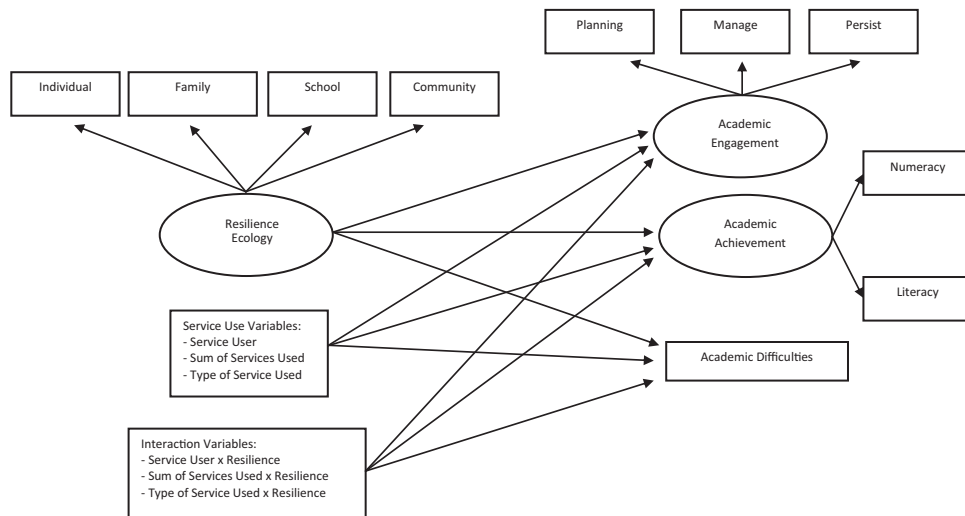 Planning
Manage
Persist
Individual
Family
School
Community
Academic
Engagement
Numeracy
Resilience
Ecology
Academic
Achievement
Literacy
Service Use Variables:
- Service User
- Sum of Services Used
- Type of Service Used
Academic Difficulties
Interaction Variables:
- Service User x Resilience
- Sum of Services Used x Resilience
- Type of Service Used x Resilience